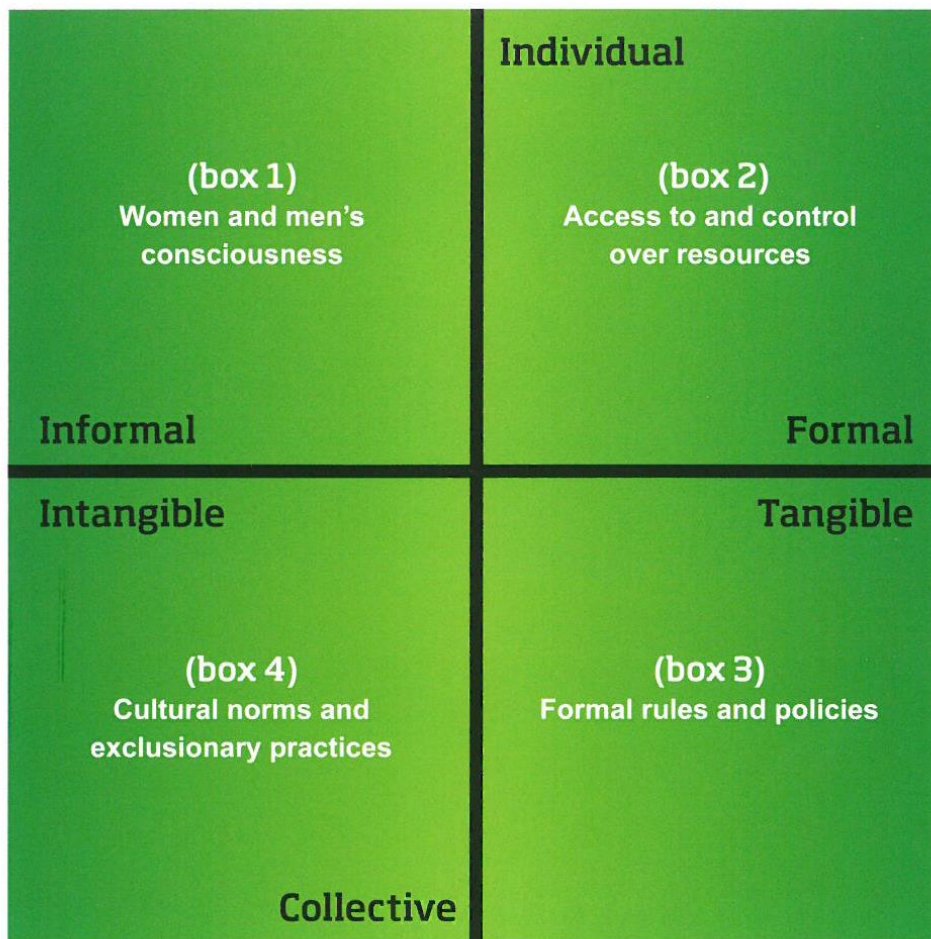 Individual
(box 1)
Women and men's
consciousness
(box 2)
Access to and control
over resources
Informal
Formal
Intangible
Tangible
(box 4)
Cultural norms and
exclusionary practices
(box 3)
Formal rules and policies
Collective